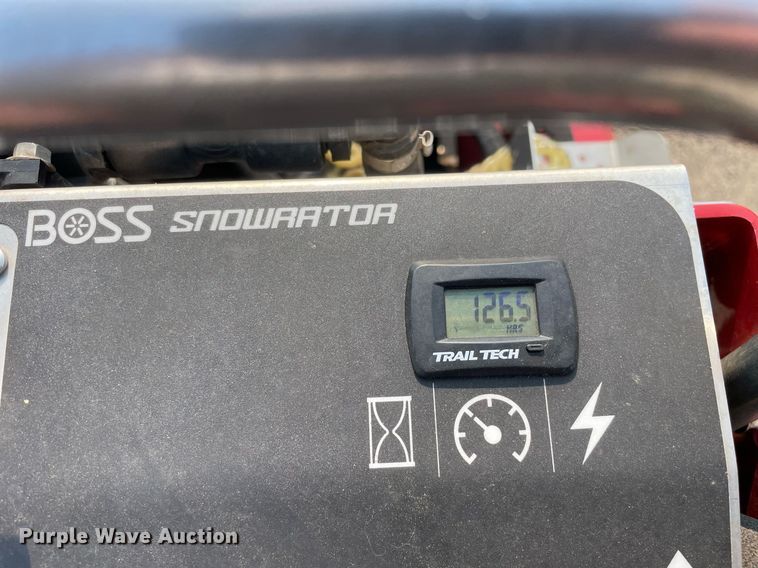 BOSS SNOWRATOR
126.5
HRS
TRAIL TECH
Purple Wave Auction